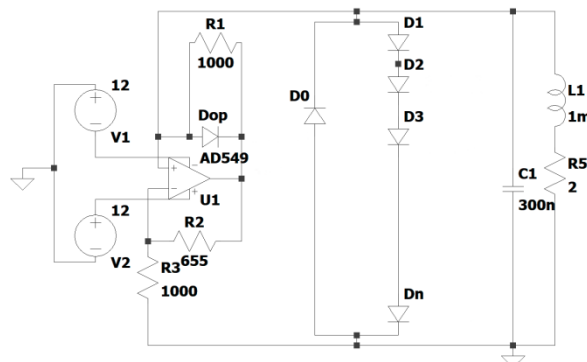 R1
1000
D1
D2
D3
D0
Dn
12
V1
Dop
AD549
+
−
+
−
U1
12
V2
R2
655
R3
1000
C1
300n
L1
1m
R5
2